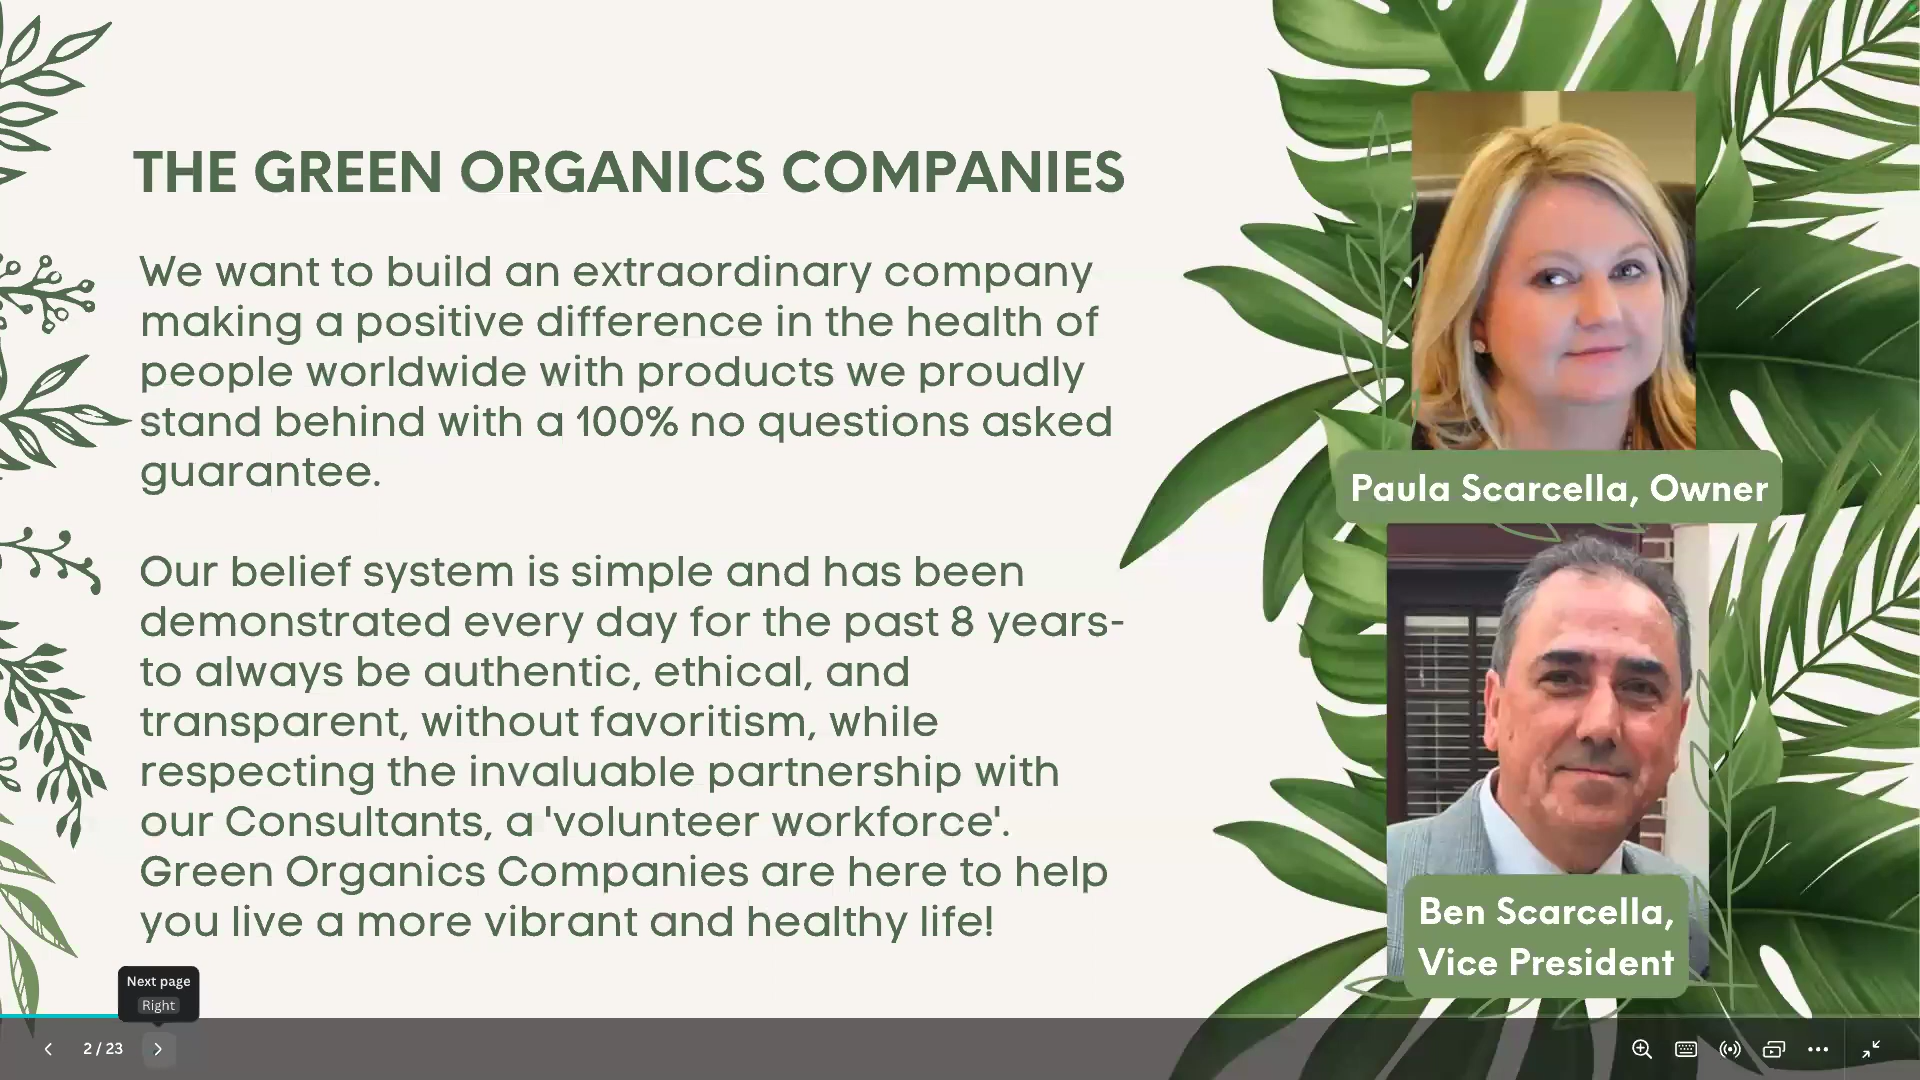 THE GREEN ORGANICS COMPANIES
We want to build an extraordinary company
making a positive difference in the health of
people worldwide with products we proudly
stand behind with a 100% no questions asked
guarantee.
Our belief system is simple and has been
demonstrated every day for the past 8 years-
to always be authentic, ethical, and
transparent, without favoritism, while
respecting the invaluable partnership with
our Consultants, a 'volunteer workforce'.
Green Organics Companies are here to help
you live a more vibrant and healthy life!
Paula Scarcella, Owner
Ben Scarcella,
Vice President
Next page
Right
2 / 23